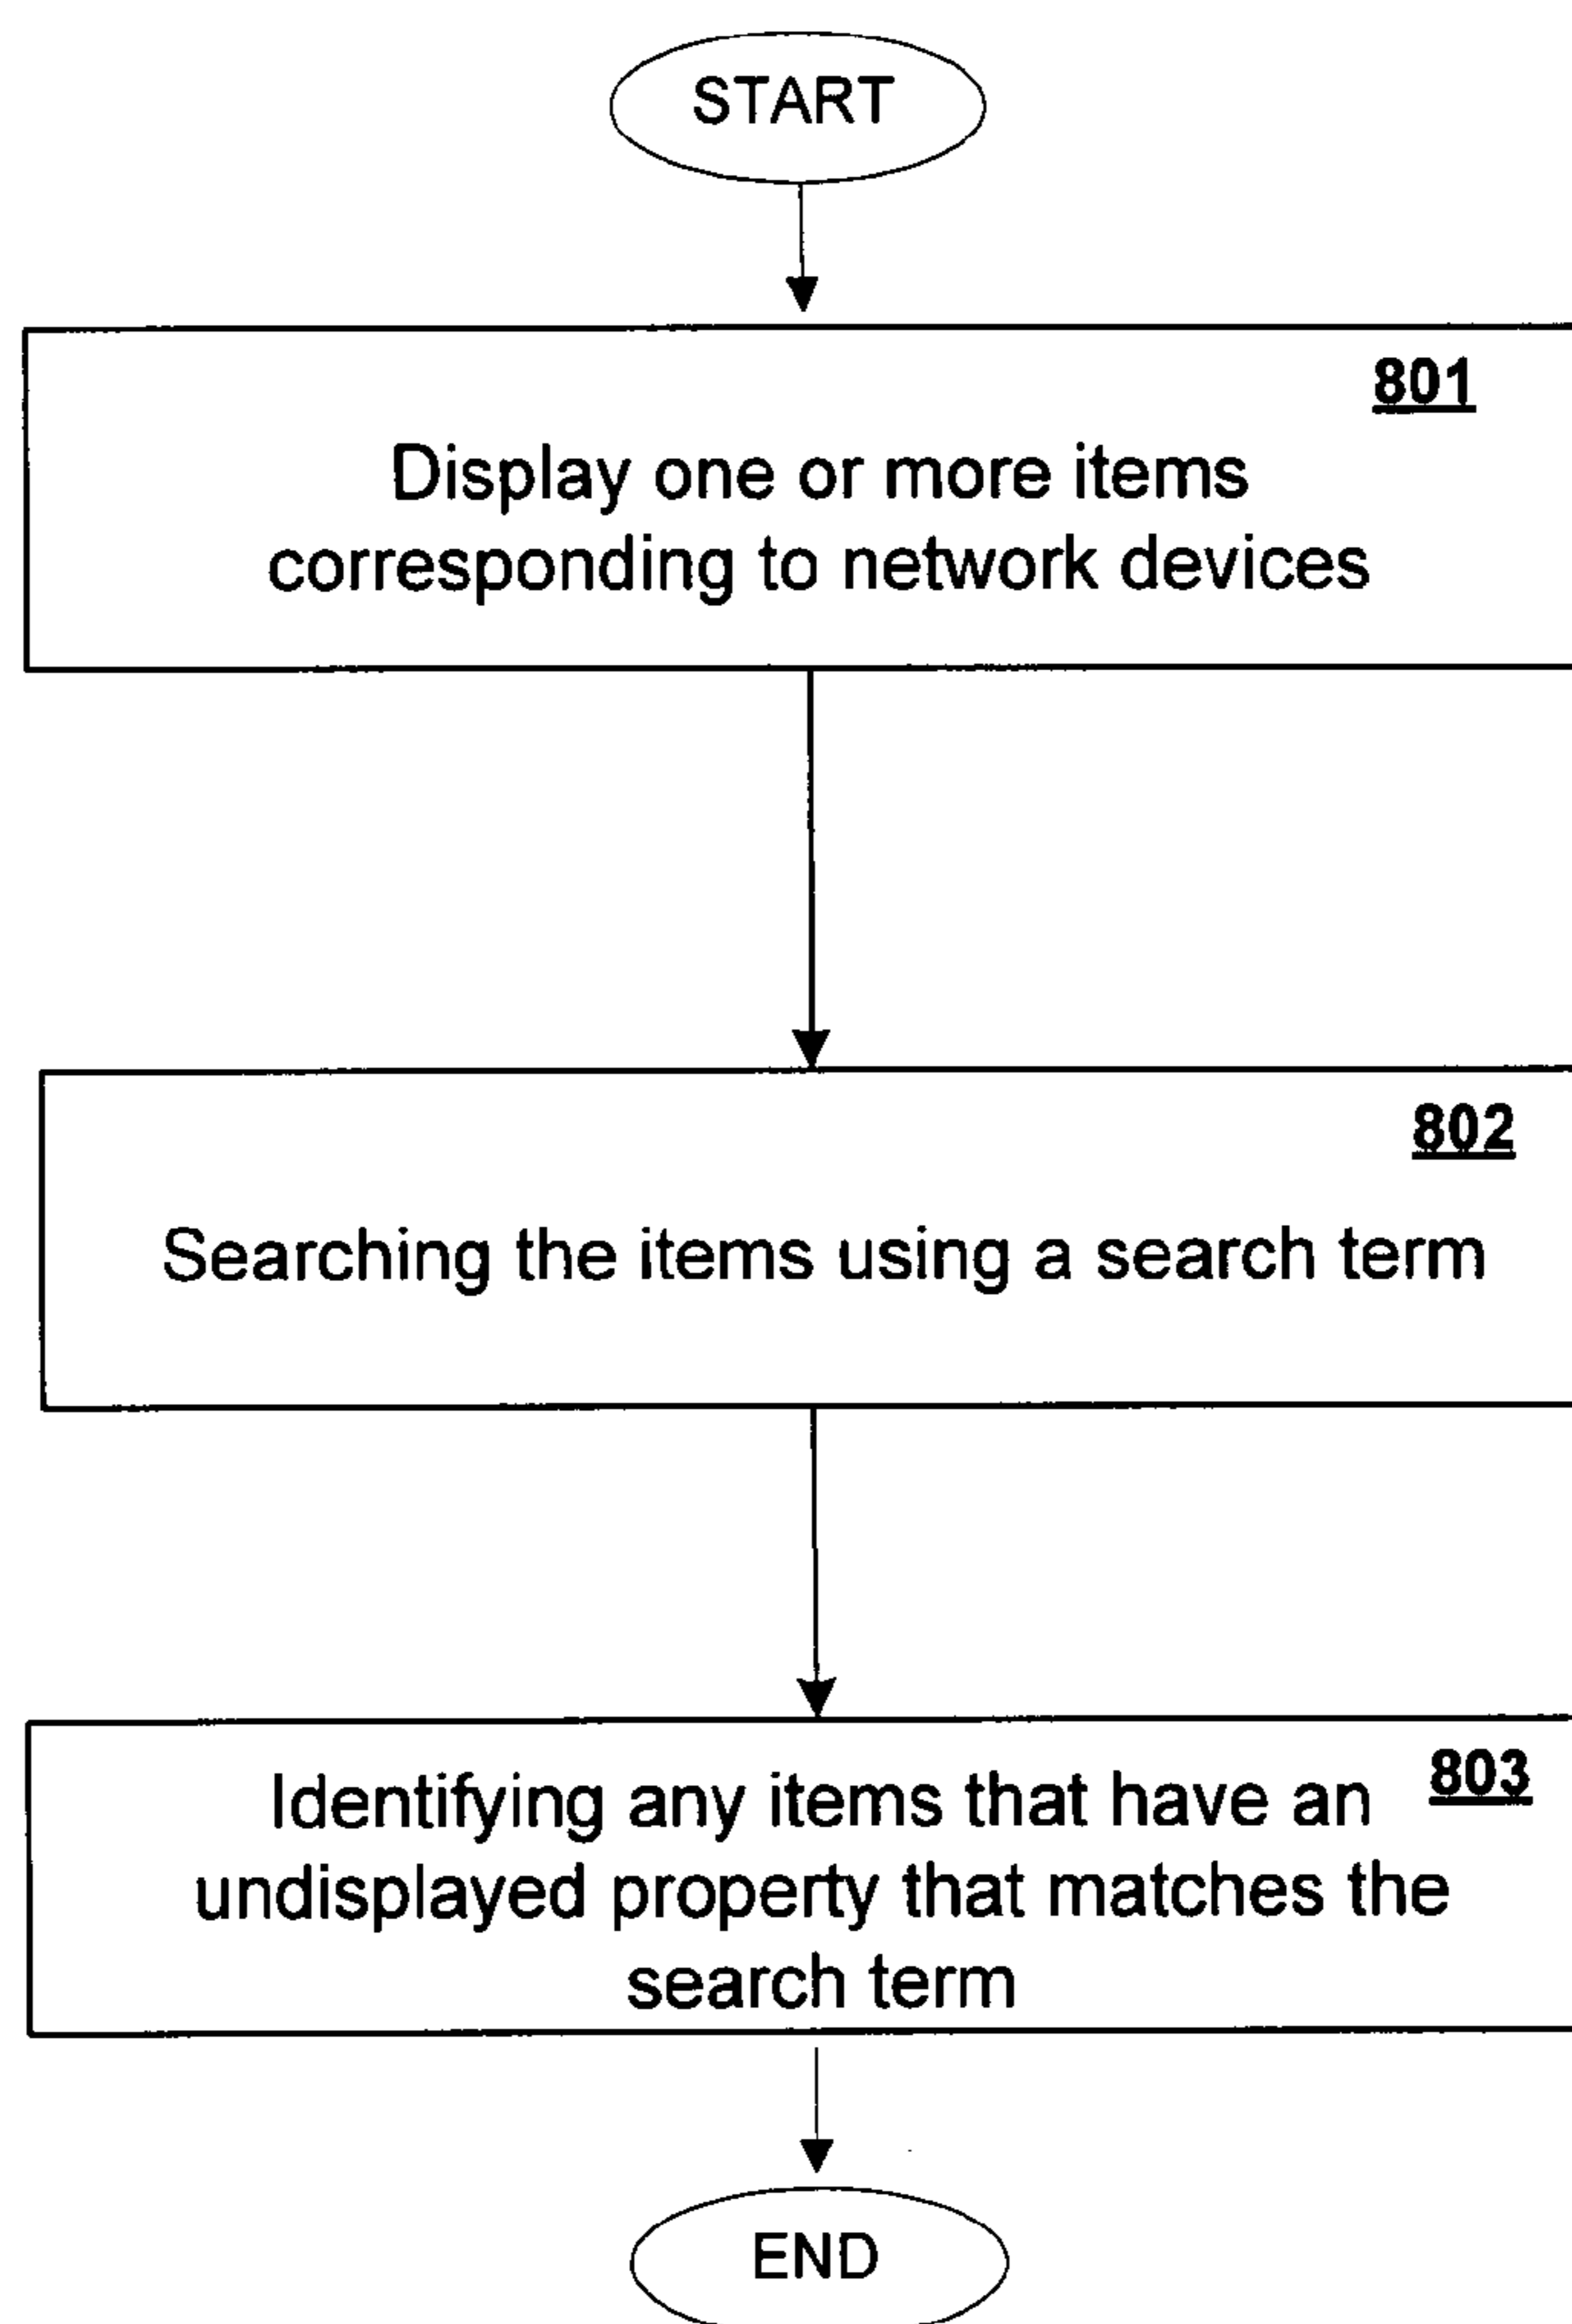 START
801
Display one or more items
corresponding to network devices
802
Searching the items using a search term
803
Identifying any items that have an
undisplayed property that matches the
search term
END